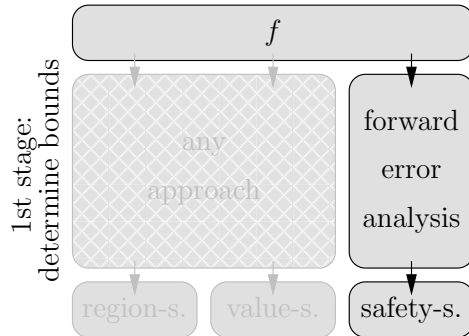 f
1st stage:
determine bounds
any
approach
forward
error
analysis
region-s.
value-s.
safety-s.